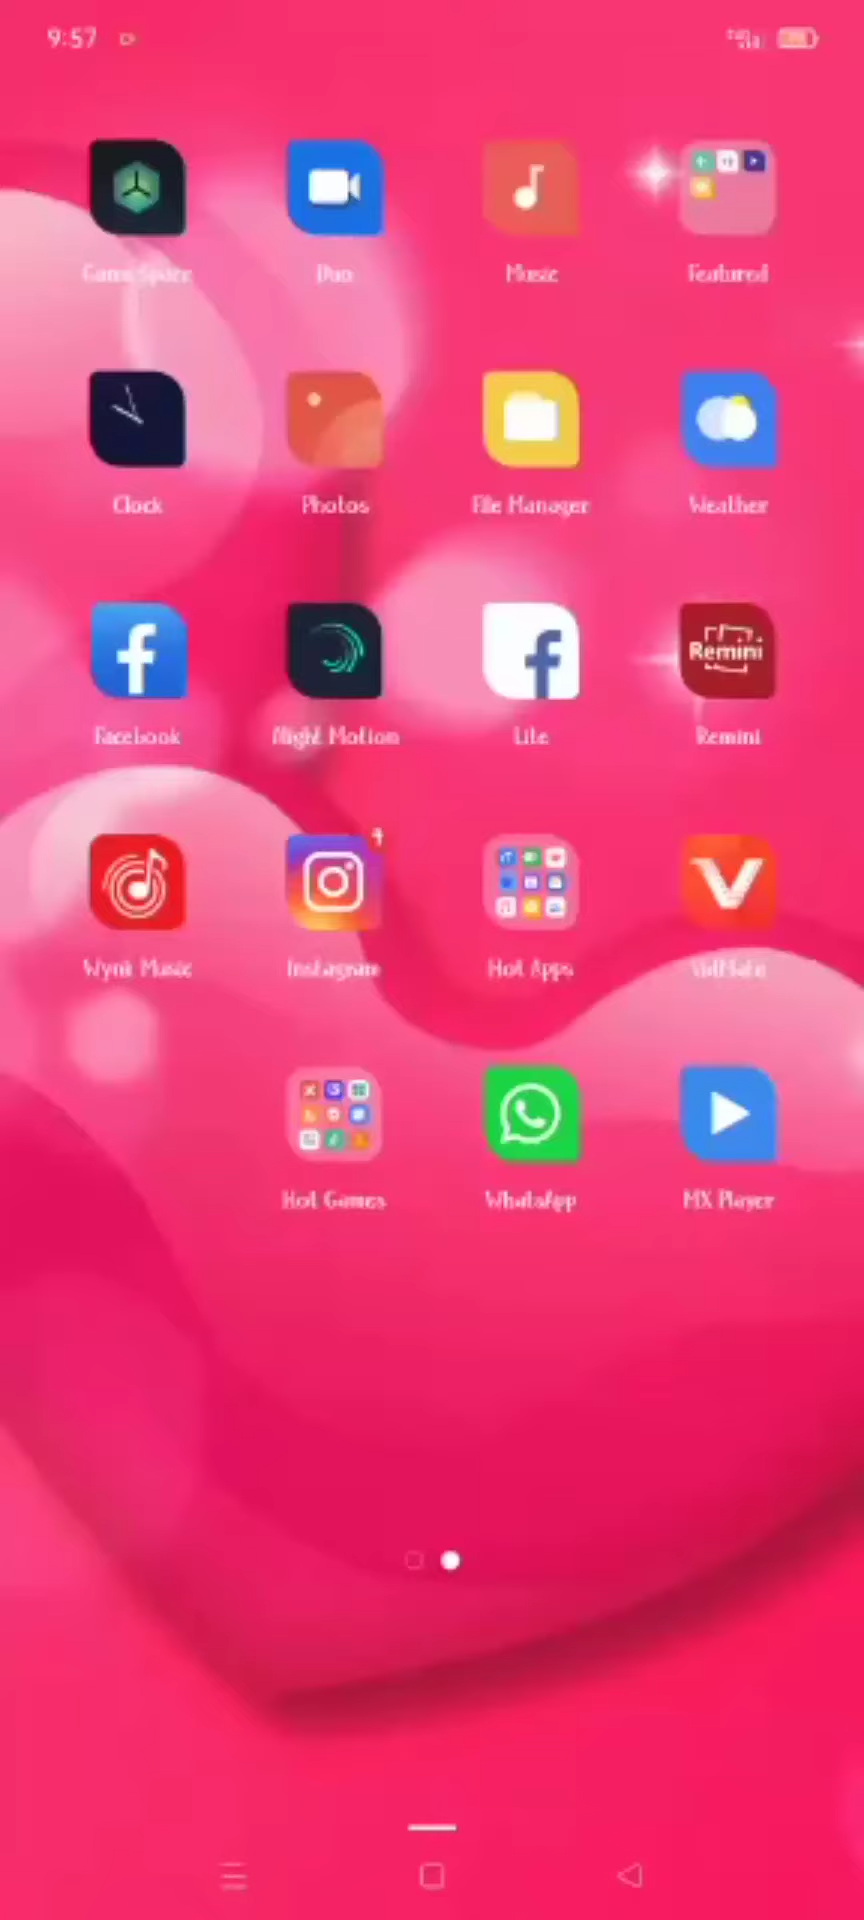 9:57
Game Space
Duo
Music
Featured
Clock
Photos
File Manager
Weather
Facebook
Alight Motion
Lite
Remini
Remini
Wynk Music
4
Instagram
Hot Apps
VidMate
Hot Games
WhatsApp
MX Player